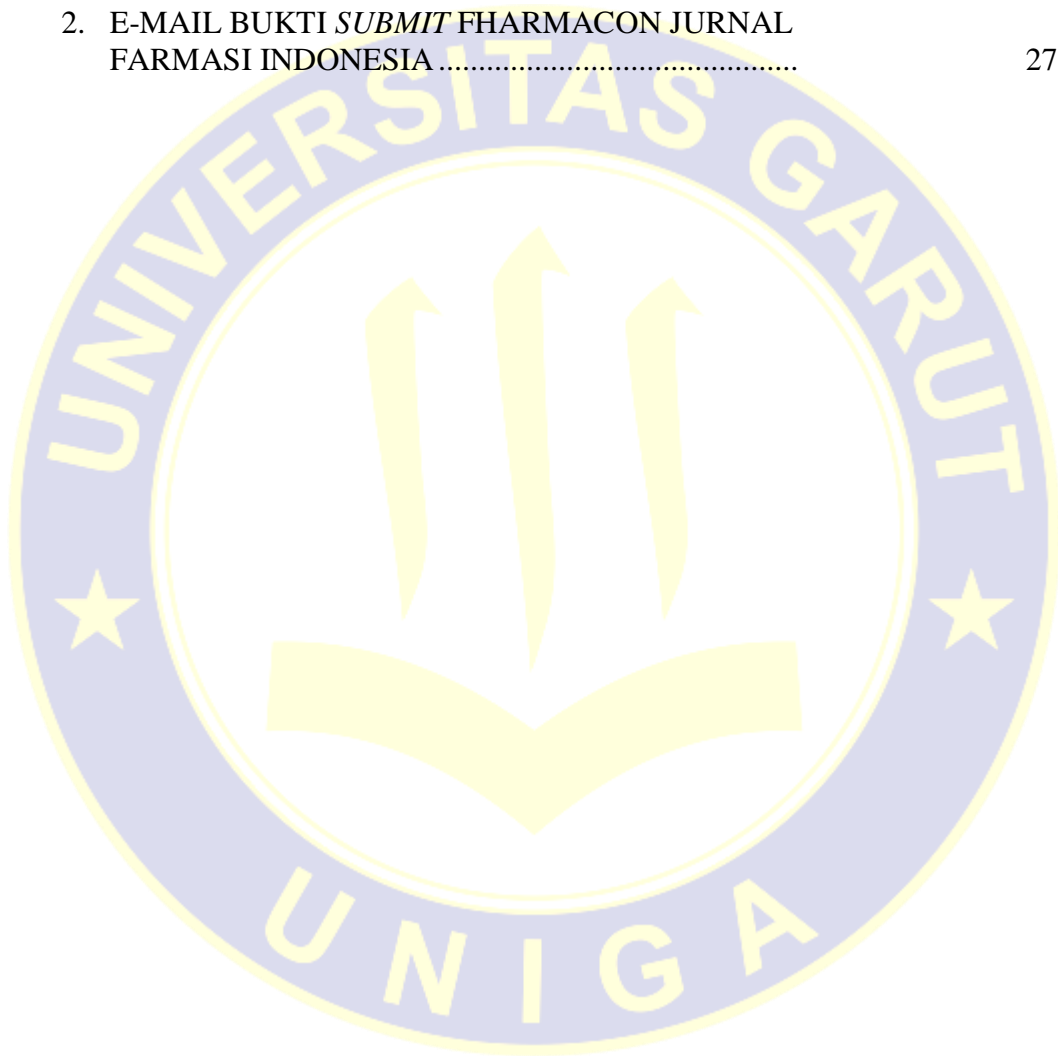 2. E-MAIL BUKTI SUBMIT FHARMACON JURNAL
FARMASI INDONESIA ............................................. 27
UNIVERSITAS GARUT
UNIGA